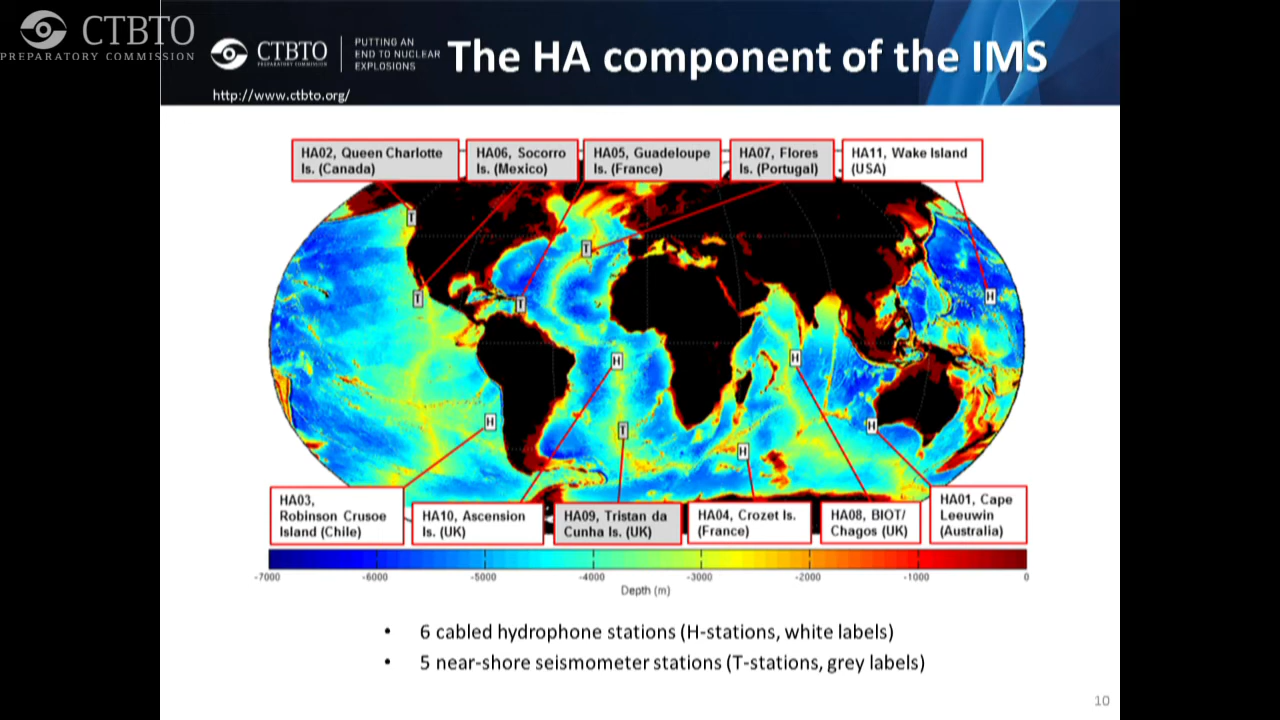 CTBTO
PREPARATORY COMMISSION
CTBTO
PREPARATORY COMMISSION
PUTTING AN
END TO NUCLEAR
EXPLOSIONS
The HA component of the IMS
http://www.ctbto.org/
HA02, Queen Charlotte
Is. (Canada)
HA06, Socorro
Is. (Mexico)
HA05, Guadeloupe
Is. (France)
HA07, Flores
Is. (Portugal)
HA11, Wake Island
(USA)
T
T
T
T
H
H
H
H
T
H
H
HA03,
Robinson Crusoe
Island (Chile)
HA10, Ascension
Is. (UK)
HA09, Tristan da
Cunha Is. (UK)
HA04, Crozet Is.
(France)
HA08, BIOT/
Chagos (UK)
HA01, Cape
Leeuwin
(Australia)
-7000 -6000 -5000 -4000 -3000 -2000 -1000 0
Depth (m)
• 6 cabled hydrophone stations (H-stations, white labels)
• 5 near-shore seismometer stations (T-stations, grey labels)
10